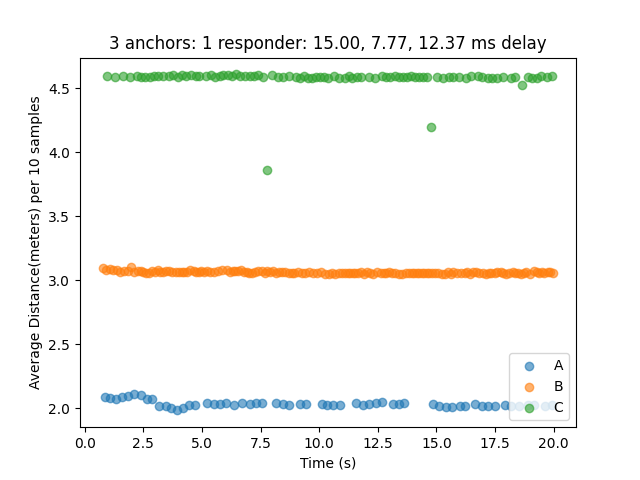 3 anchors: 1 responder: 15.00, 7.77, 12.37 ms delay
Average Distance(meters) per 10 samples
4.5
4.0
3.5
3.0
2.5
2.0
A
B
C
0.0 2.5 5.0 7.5 10.0 12.5 15.0 17.5 20.0
Time (s)